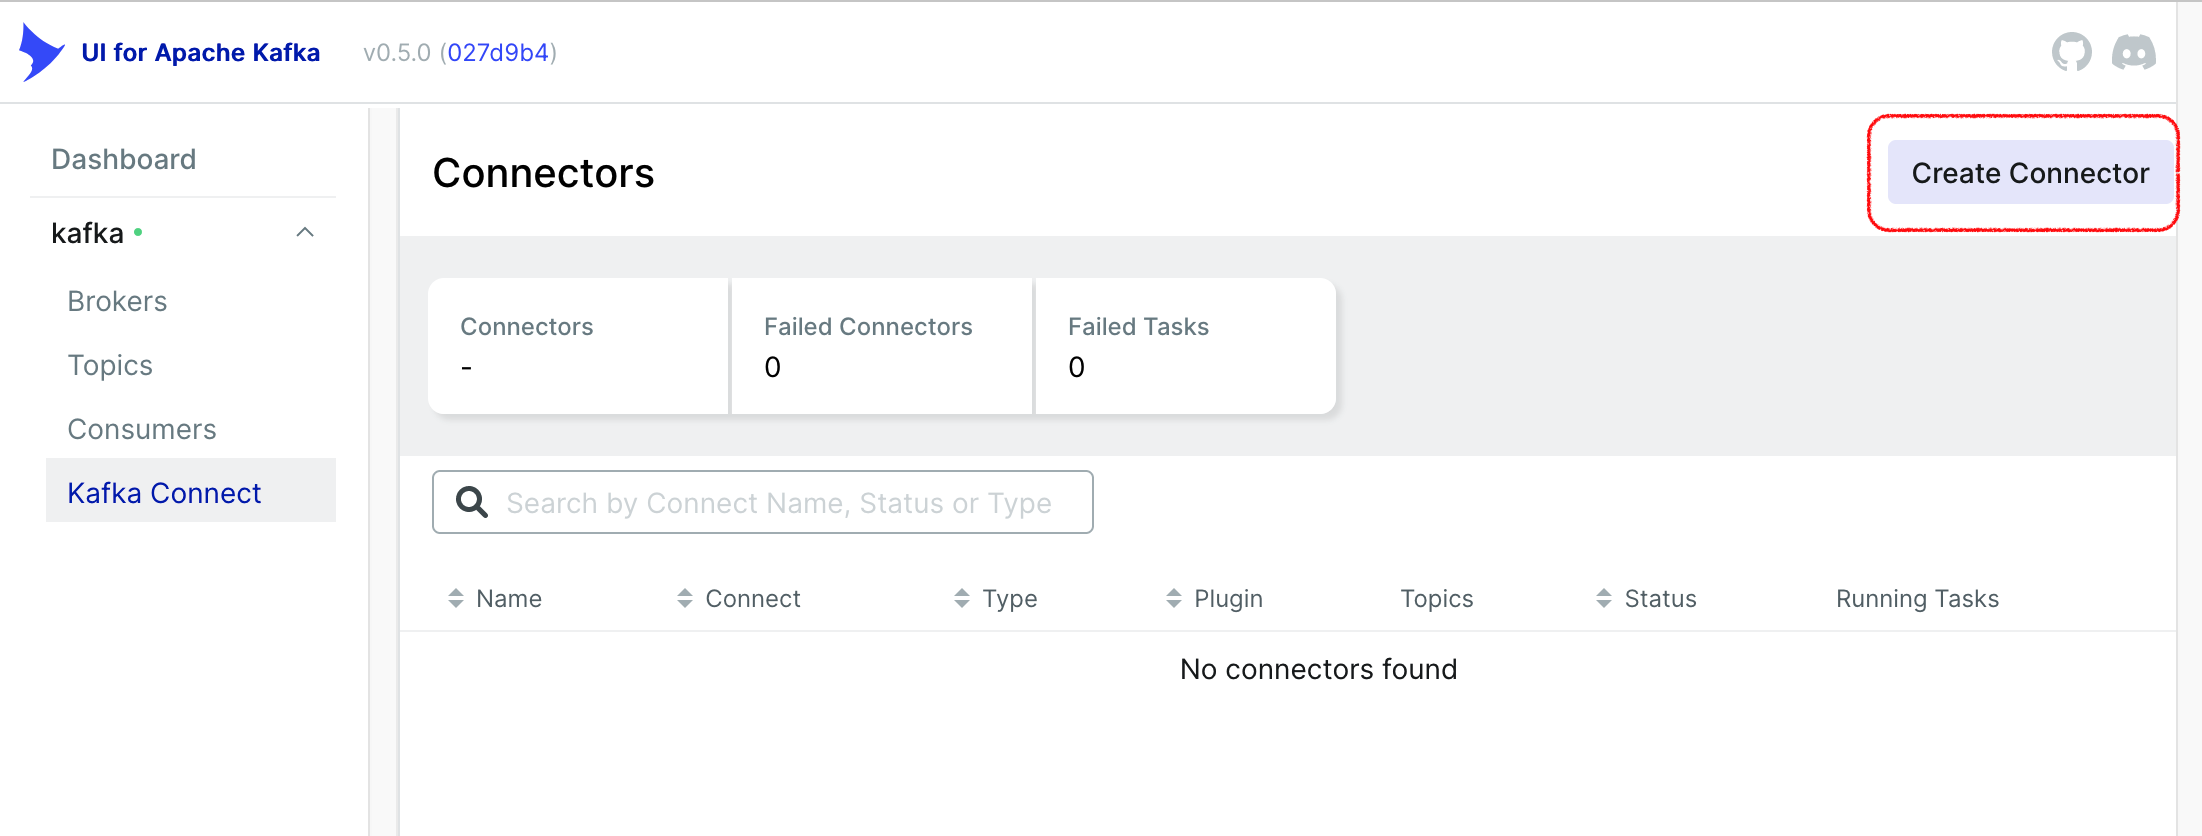 UI for Apache Kafka v0.5.0 (027d9b4)
Dashboard
kafka
Brokers
Topics
Consumers
Kafka Connect
Connectors
Create Connector
Connectors
-
Failed Connectors
0
Failed Tasks
0
Search by Connect Name, Status or Type
Name Connect Type Plugin Topics Status Running Tasks
No connectors found